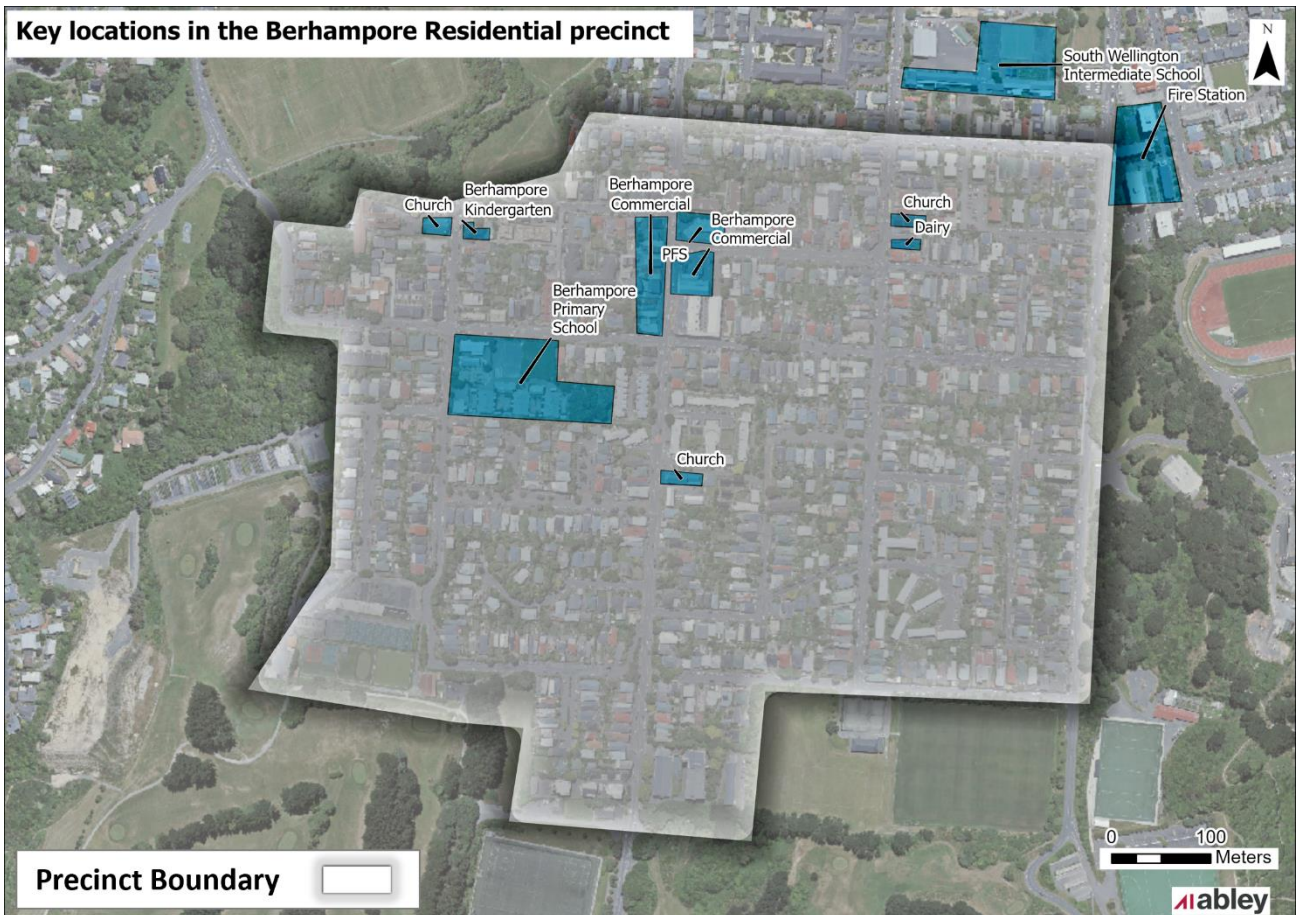 Key locations in the Berhampore Residential precinct
N
South Wellington
Intermediate School
Fire Station
Church
Berhampore
Kindergarten
Berhampore
Commercial
Berhampore
Commercial
PFS
Church
Dairy
Berhampore
Primary
School
Church
Precinct Boundary
0 100
Meters
abley